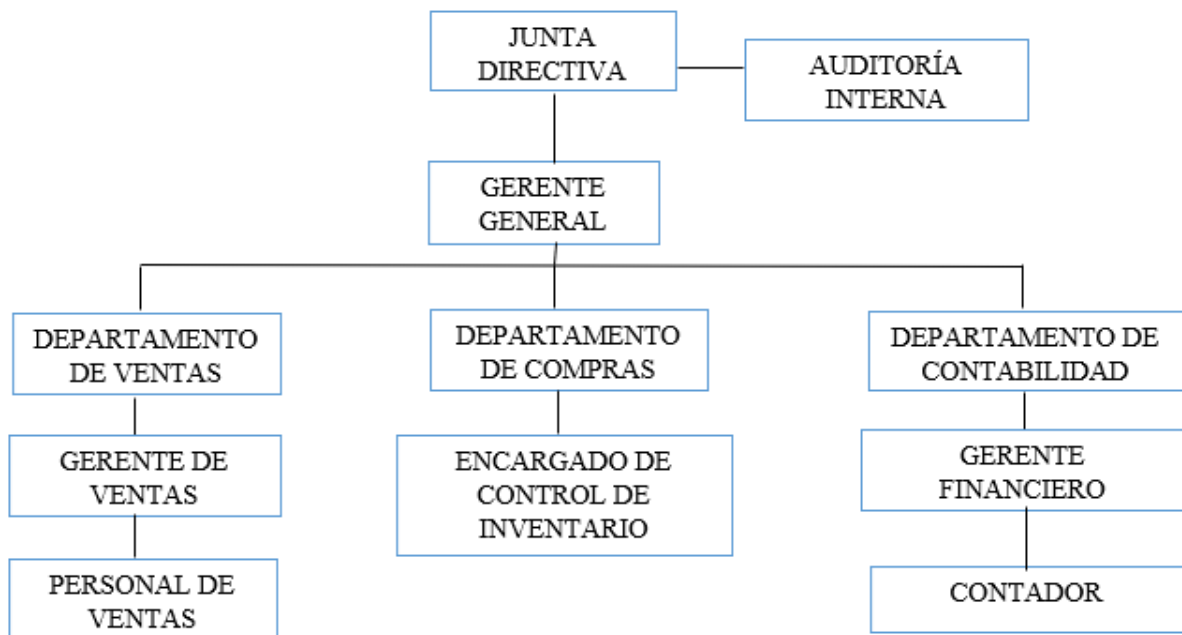 JUNTA
DIRECTIVA
AUDITORÍA
INTERNA
GERENTE
GENERAL
DEPARTAMENTO
DE VENTAS
DEPARTAMENTO
DE COMPRAS
DEPARTAMENTO DE
CONTABILIDAD
GERENTE DE
VENTAS
ENCARGADO DE
CONTROL DE
INVENTARIO
GERENTE
FINANCIERO
PERSONAL DE
VENTAS
CONTADOR